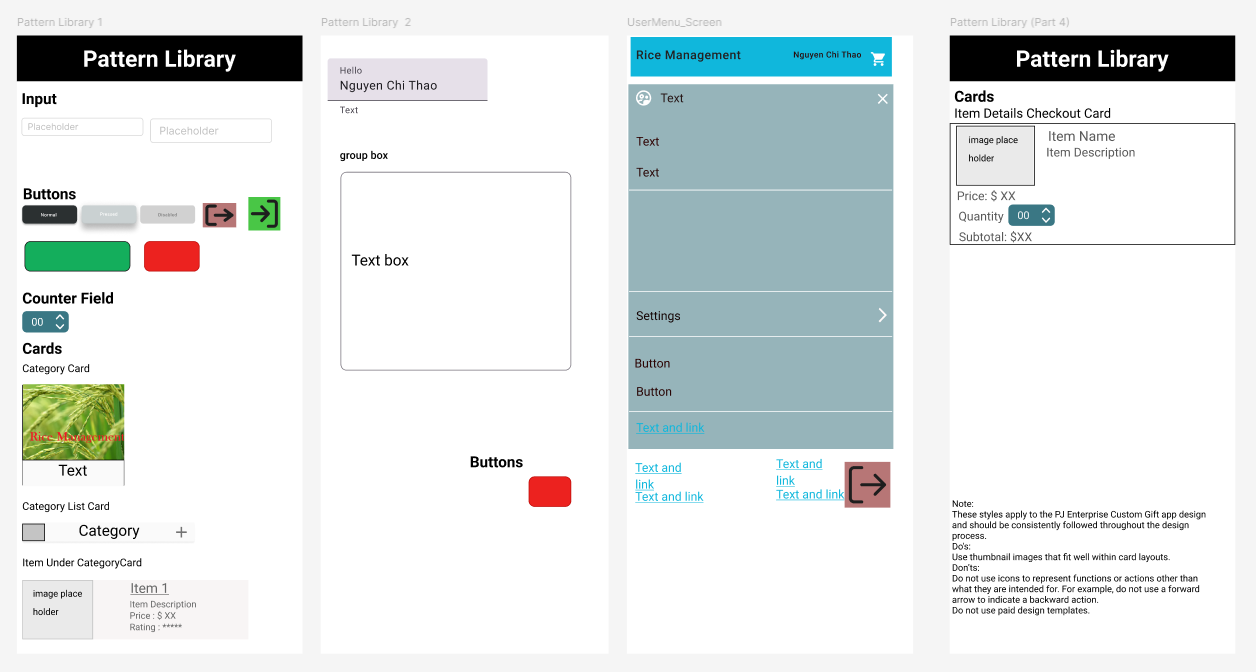 Pattern Library 1
Pattern Library
Input
Placeholder
Placeholder
Buttons
Normal
Pressed
Disabled
Counter Field
00
Cards
Category Card
Rice Management
Text
Category List Card
Category
Item Under CategoryCard
image place
holder
Item 1
Item Description
Price : $ XX
Rating : *****
Pattern Library 2
Hello
Nguyen Chi Thao
Text
group box
Text box
Buttons
UserMenu_Screen
Rice Management
Nguyen Chi Thao
Text
Text
Text
Settings
Button
Button
Text and link
Text and
link
Text and link
Text and
link
Text and link
Pattern Library (Part 4)
Pattern Library
Cards
Item Details Checkout Card
image place
holder
Item Name
Item Description
Price: $ XX
Quantity 00
Subtotal: $XX
Note:
These styles apply to the PJ Enterprise Custom Gift app design
and should be consistently followed throughout the design
process.
Do's:
Use thumbnail images that fit well within card layouts.
Don'ts:
Do not use icons to represent functions or actions other than
what they are intended for. For example, do not use a forward
arrow to indicate a backward action.
Do not use paid design templates.